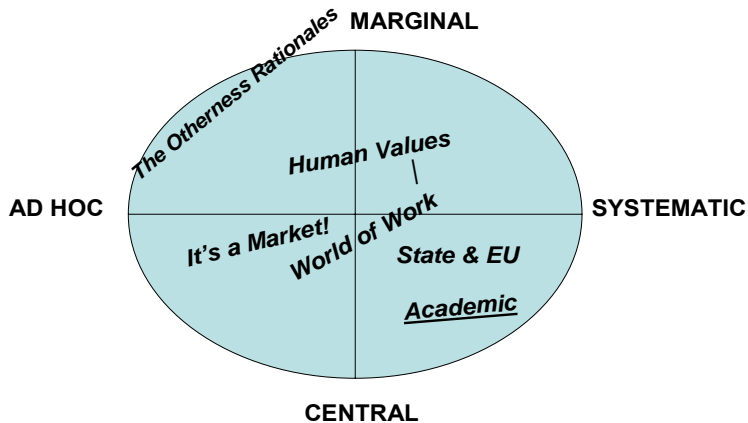 MARGINAL
The Otherness Rationales
Human Values
AD HOC
SYSTEMATIC
It's a Market!
World of Work
State & EU
Academic
CENTRAL